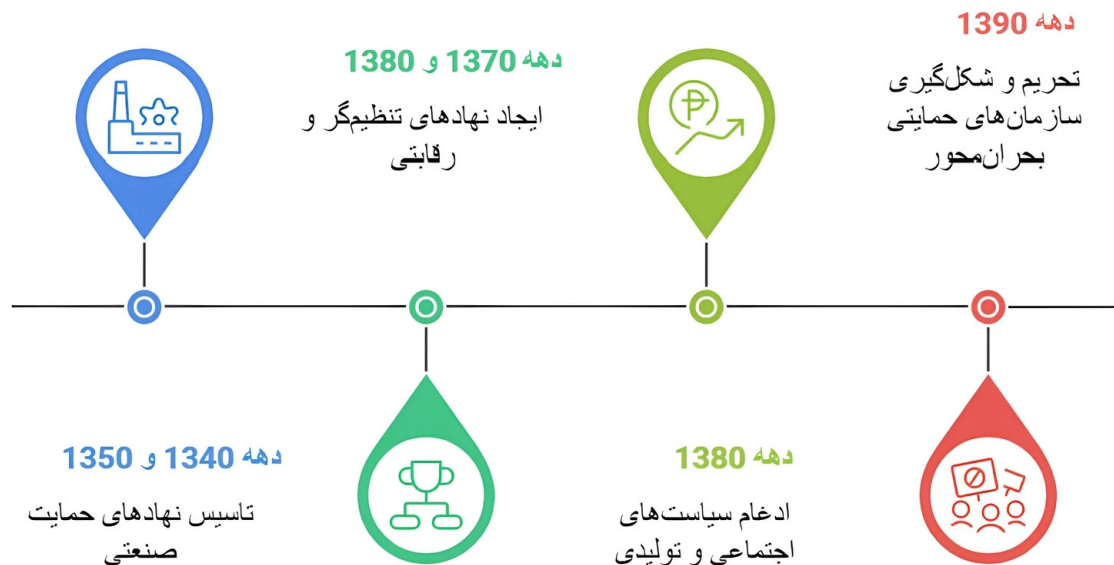 دهه 1340 و 1350
تاسیس نهادهای حمایت
صنعتی
دهه 1370 و 1380
ایجاد نهادهای تنظیم‌گر و
رقابتی
دهه 1380
ادغام سیاست‌های
اجتماعی و تولیدی
دهه 1390
تحریم و شکل‌گیری
سازمان‌های حمایتی
بحران‌محور